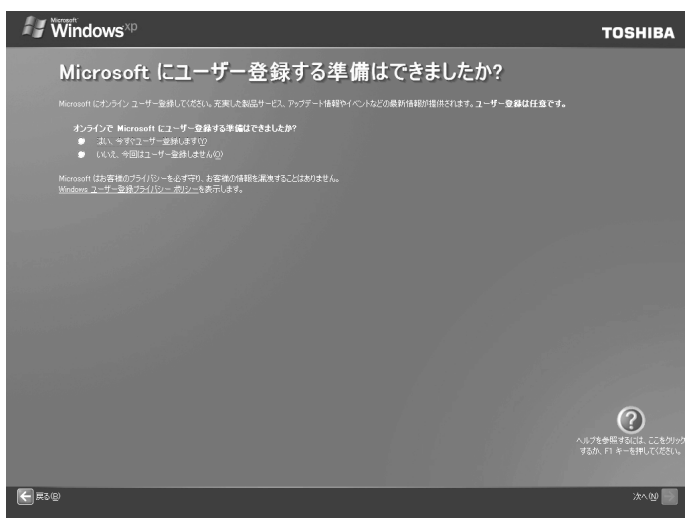 Microsoft
Windows xp
TOSHIBA
Microsoft にユーザー登録する準備はできましたか?
Microsoft にオンライン ユーザー登録してください。充実した製品サービス、アップデート情報やイベントなどの最新情報が提供されます。ユーザー登録は任意です。
オンラインで Microsoft にユーザー登録する準備はできましたか?
はい、今すぐユーザー登録します(Y)
いいえ、今回はユーザー登録しません(O)
Microsoft はお客様のプライバシーを必ず守り、お客様の情報を漏洩することはありません。
Windows ユーザー登録プライバシー ポリシーを表示します。
ヘルプを参照するには、ここをクリック
するか、F1 キーを押してください。
戻る(B)
次へ(N)